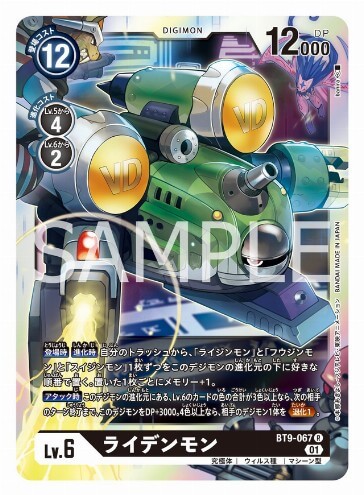 DIGIMON
登場コスト
12
DP
12000
進化コスト
Lv.5から
4
Lv.6から
2
VD
VD
SAMPLE
BANDAI MADE IN JAPAN
登場時 進化時 自分のトラッシュから、「ライジンモン」と「フウジン
モン」と「スイジンモン」1枚ずつをこのデジモンの進化元の下に好きな
順番で置く。置いた1枚ごとにメモリー+1。
アタック時 このデジモンの進化元にある、Lv.6のカードの色の合計が3色以上なら、次の相手
のターン終了まで、このデジモンをDP+3000。4色以上なら、相手のデジモン1体を≪退化1≫。
Lv.6
ライデンモン
BT9-067 R
01
究極体 ウィルス種 マシーン型